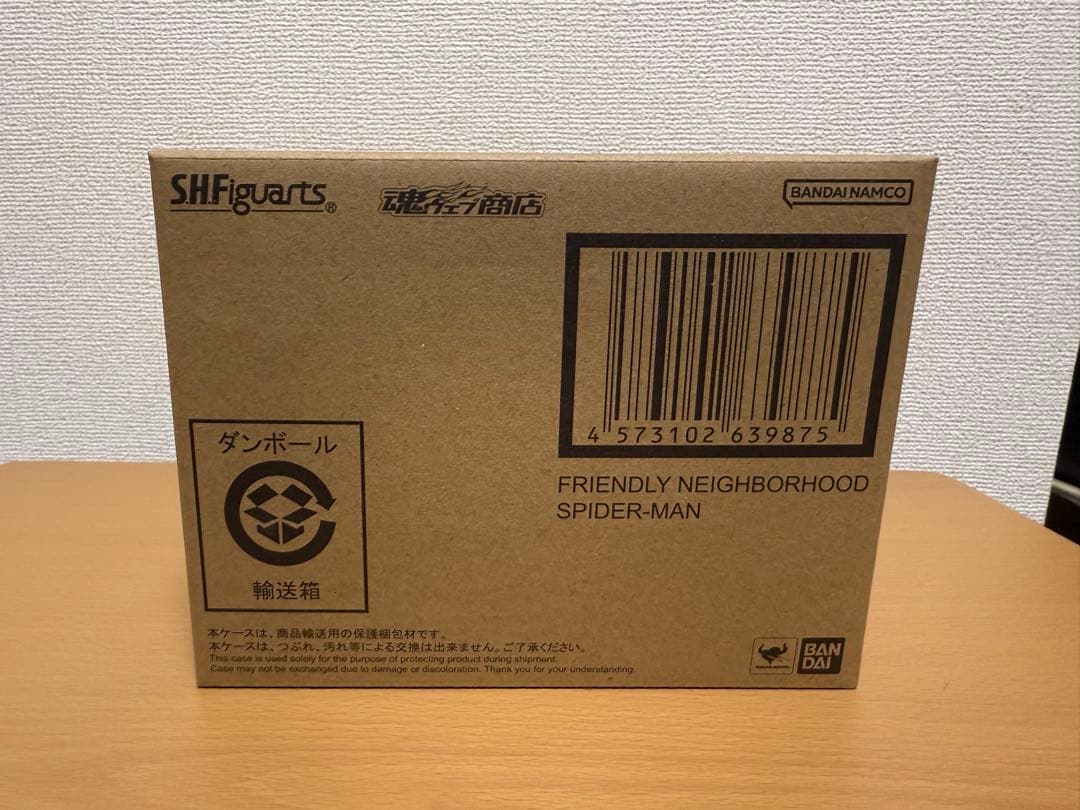 S.H.Figuarts®
魂ウェブ商店
BANDAI NAMCO
4 573102 639875
FRIENDLY NEIGHBORHOOD
SPIDER-MAN
ダンボール
輸送箱
本ケースは、商品輸送用の保護梱包材です。
本ケースは、つぶれ、汚れ等による交換は出来ません。ご了承ください。
This case is used solely for the purpose of protecting product during shipment.
Case may not be exchanged due to damage or discoloration. Thank you for your understanding.
BAN
DAI